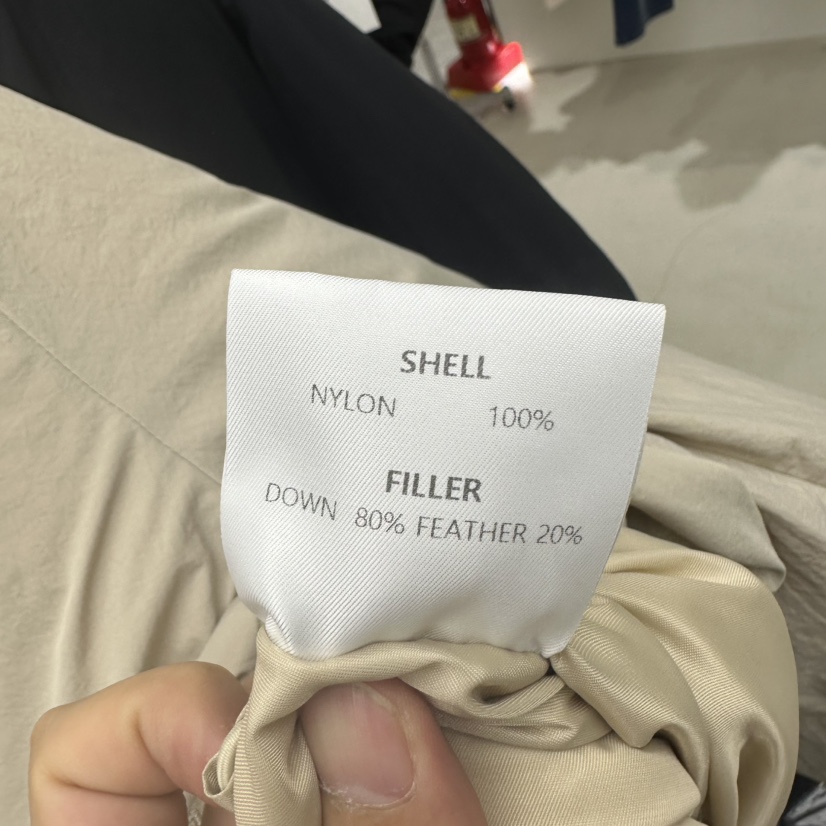 SHELL
NYLON 100%
FILLER
DOWN 80% FEATHER 20%